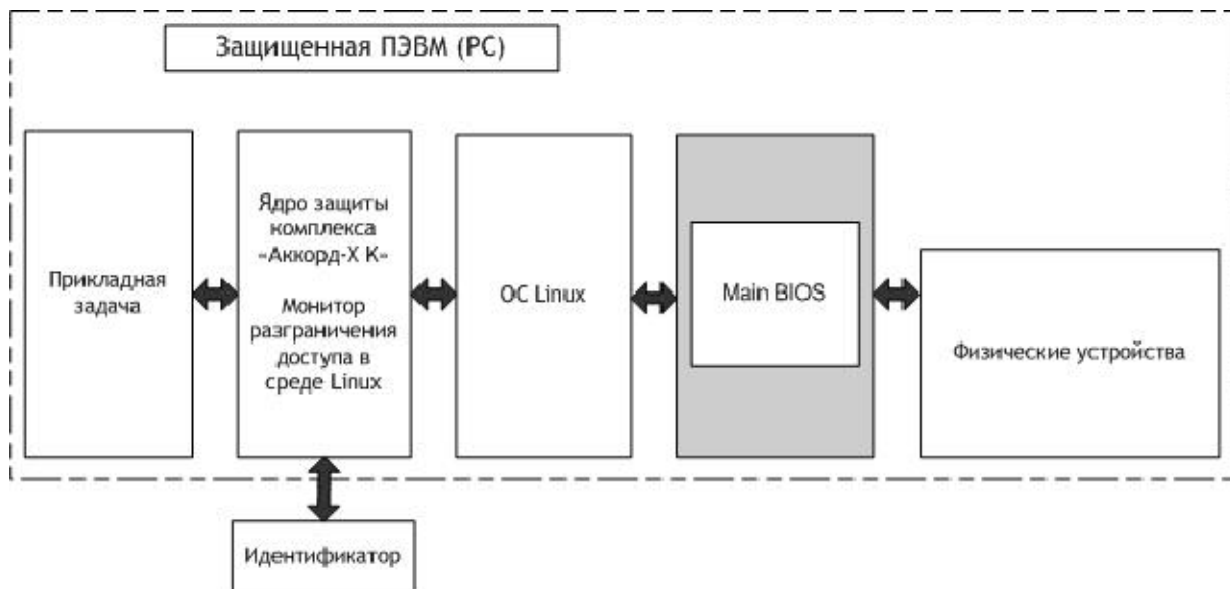 Защищенная ПЭВМ (РС)
Прикладная
задача
Ядро защиты
комплекса
«Аккорд-Х К»
Монитор
разграничения
доступа в
среде Linux
ОС Linux
Main BIOS
Физические устройства
Идентификатор